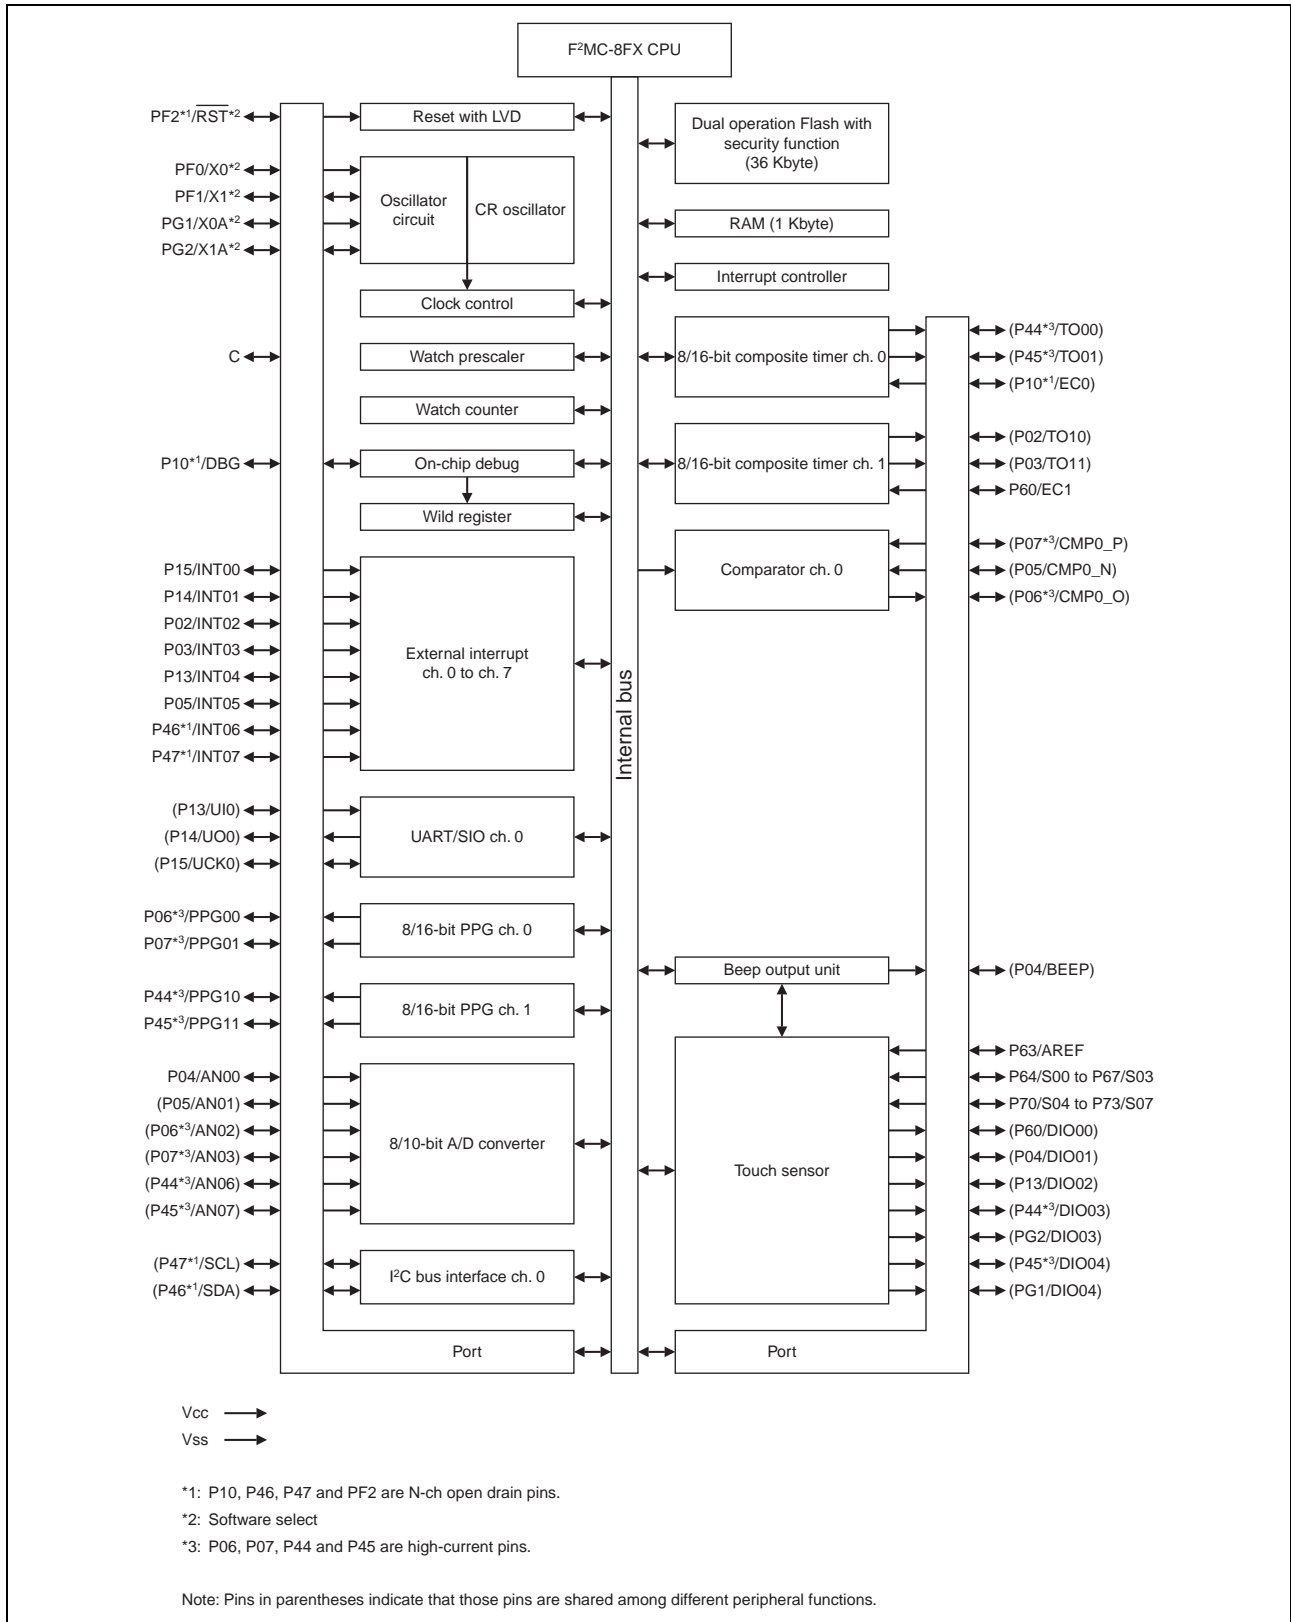 F²MC-8FX CPU
PF2*1/RST*2
Reset with LVD
Dual operation Flash with
security function
(36 Kbyte)
PF0/X0*2
PF1/X1*2
PG1/X0A*2
PG2/X1A*2
Oscillator
circuit
CR oscillator
RAM (1 Kbyte)
Interrupt controller
Clock control
C
Watch prescaler
Watch counter
P10*1/DBG
On-chip debug
Wild register
8/16-bit composite timer ch. 0
(P44*3/TO00)
(P45*3/TO01)
(P10*1/EC0)
8/16-bit composite timer ch. 1
(P02/TO10)
(P03/TO11)
P60/EC1
Comparator ch. 0
(P07*3/CMP0_P)
(P05/CMP0_N)
(P06*3/CMP0_O)
P15/INT00
P14/INT01
P02/INT02
P03/INT03
P13/INT04
P05/INT05
P46*1/INT06
P47*1/INT07
External interrupt
ch. 0 to ch. 7
Internal bus
(P13/UI0)
(P14/UO0)
(P15/UCK0)
UART/SIO ch. 0
P06*3/PPG00
P07*3/PPG01
8/16-bit PPG ch. 0
P44*3/PPG10
P45*3/PPG11
8/16-bit PPG ch. 1
Beep output unit
(P04/BEEP)
P04/AN00
(P05/AN01)
(P06*3/AN02)
(P07*3/AN03)
(P44*3/AN06)
(P45*3/AN07)
8/10-bit A/D converter
Touch sensor
P63/AREF
P64/S00 to P67/S03
P70/S04 to P73/S07
(P60/DIO00)
(P04/DIO01)
(P13/DIO02)
(P44*3/DIO03)
(PG2/DIO03)
(P45*3/DIO04)
(PG1/DIO04)
(P47*1/SCL)
(P46*1/SDA)
I²C bus interface ch. 0
Port
Port
Vcc
Vss
*1: P10, P46, P47 and PF2 are N-ch open drain pins.
*2: Software select
*3: P06, P07, P44 and P45 are high-current pins.
Note: Pins in parentheses indicate that those pins are shared among different peripheral functions.